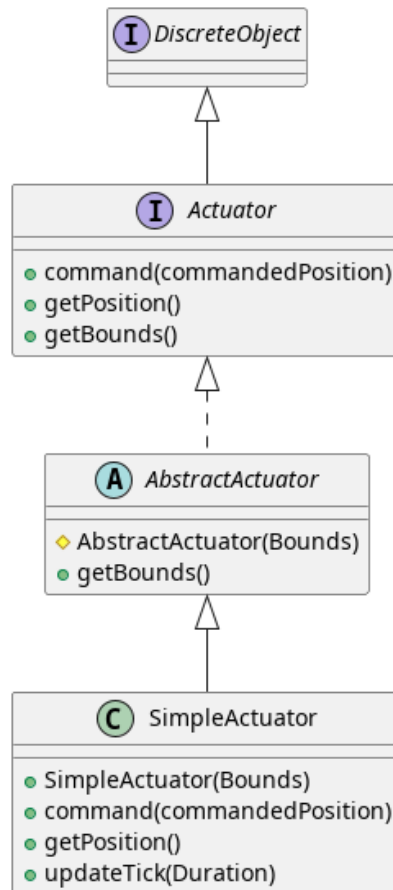 I DiscreteObject
I Actuator
command(commandedPosition)
getPosition()
getBounds()
A AbstractActuator
AbstractActuator(Bounds)
getBounds()
C SimpleActuator
SimpleActuator(Bounds)
command(commandedPosition)
getPosition()
updateTick(Duration)